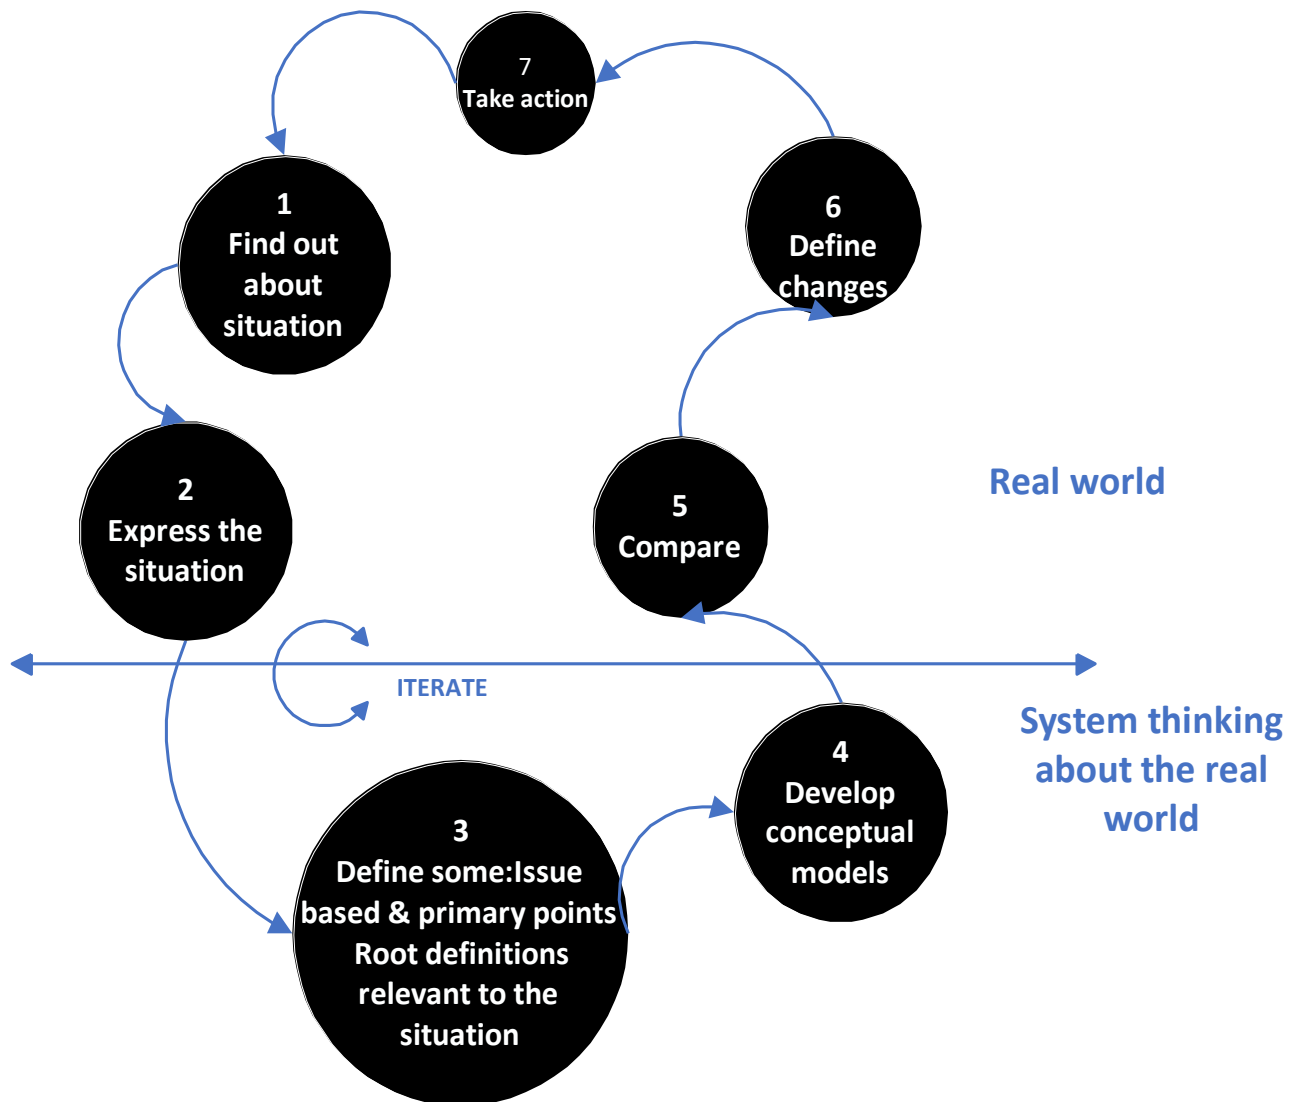 7
Take action
1
Find out
about
situation
6
Define
changes
2
Express the
situation
5
Compare
Real world
ITERATE
System thinking
about the real
world
3
Define some:Issue
based & primary points
Root definitions
relevant to the
situation
4
Develop
conceptual
models